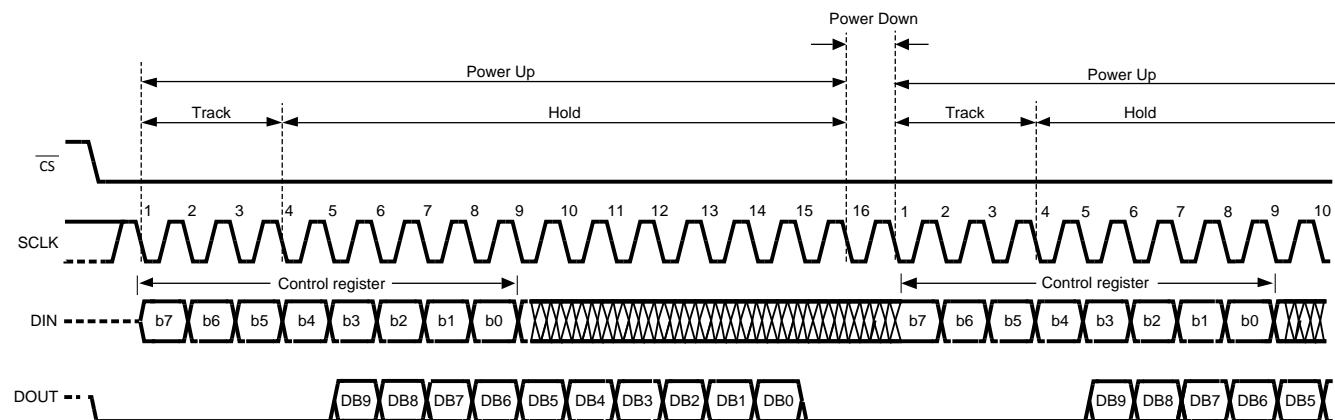 Power Down
Power Up
Power Up
Track
Hold
Track
Hold
CS
1 2 3 4 5 6 7 8 9 10 11 12 13 14 15 16 1 2 3 4 5 6 7 8 9 10
SCLK
Control register
Control register
DIN
b7 b6 b5 b4 b3 b2 b1 b0 b7 b6 b5 b4 b3 b2 b1 b0
DOUT
DB9 DB8 DB7 DB6 DB5 DB4 DB3 DB2 DB1 DB0 DB9 DB8 DB7 DB6 DB5